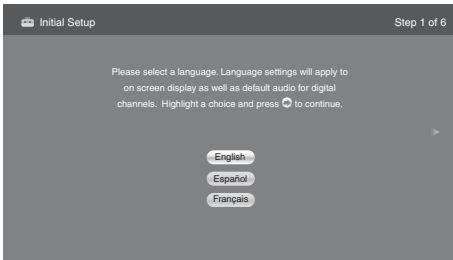 Initial Setup
Step 1 of 6
Please select a language. Language settings will apply to
on screen display as well as default audio for digital
channels. Highlight a choice and press to continue.
English
Español
Français